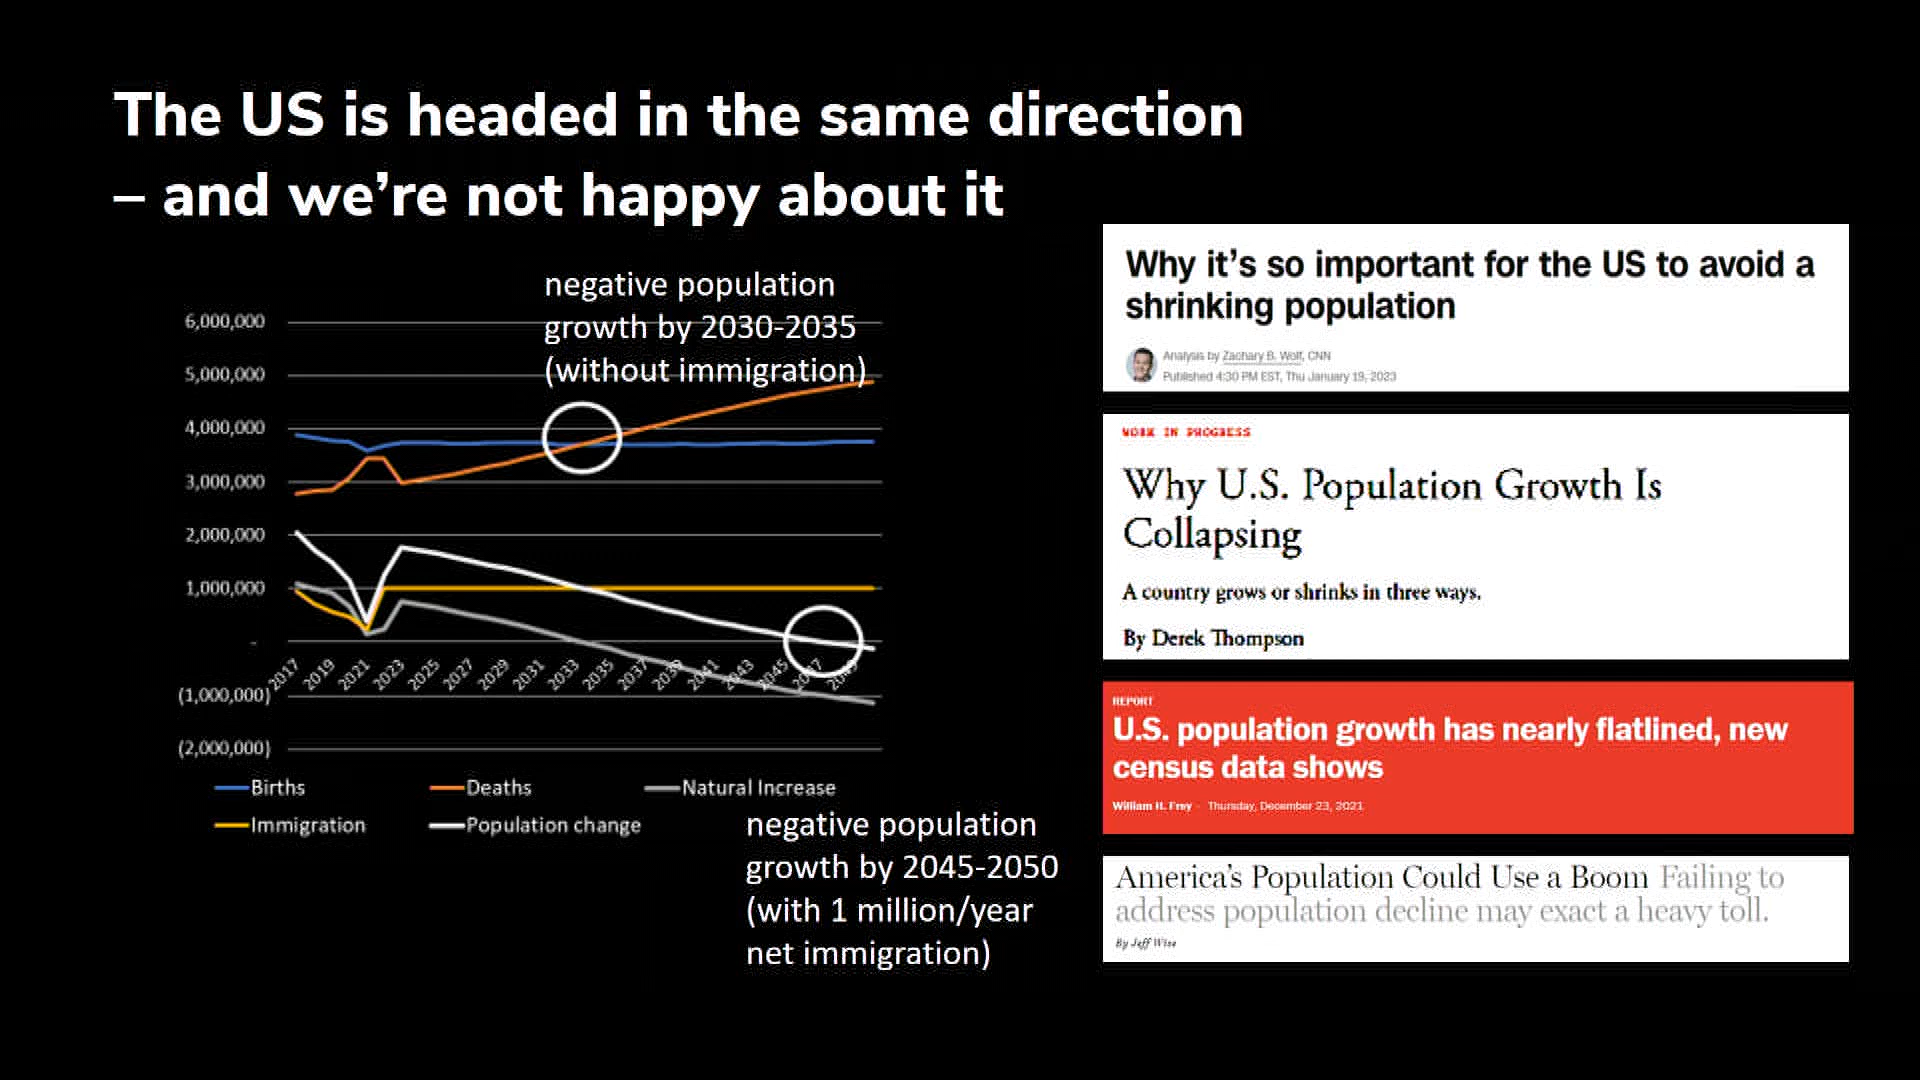 The US is headed in the same direction
– and we're not happy about it
negative population
growth by 2030-2035
(without immigration)
6,000,000
5,000,000
4,000,000
3,000,000
2,000,000
1,000,000
-
(1,000,000)
(2,000,000)
2017 2019 2021 2023 2025 2027 2029 2031 2033 2035 2037 2039 2041 2043 2045 2047 2049
Births Deaths Natural Increase
Immigration Population change
negative population
growth by 2045-2050
(with 1 million/year
net immigration)
Why it's so important for the US to avoid a
shrinking population
Analysis by Zachary B. Wolf, CNN
Published 4:30 PM EST, Thu January 19, 2023
WORK IN PROGRESS
Why U.S. Population Growth Is
Collapsing
A country grows or shrinks in three ways.
By Derek Thompson
REPORT
U.S. population growth has nearly flatlined, new
census data shows
William H. Frey · Thursday, December 23, 2021
America's Population Could Use a Boom Failing to
address population decline may exact a heavy toll.
By Jeff Wise